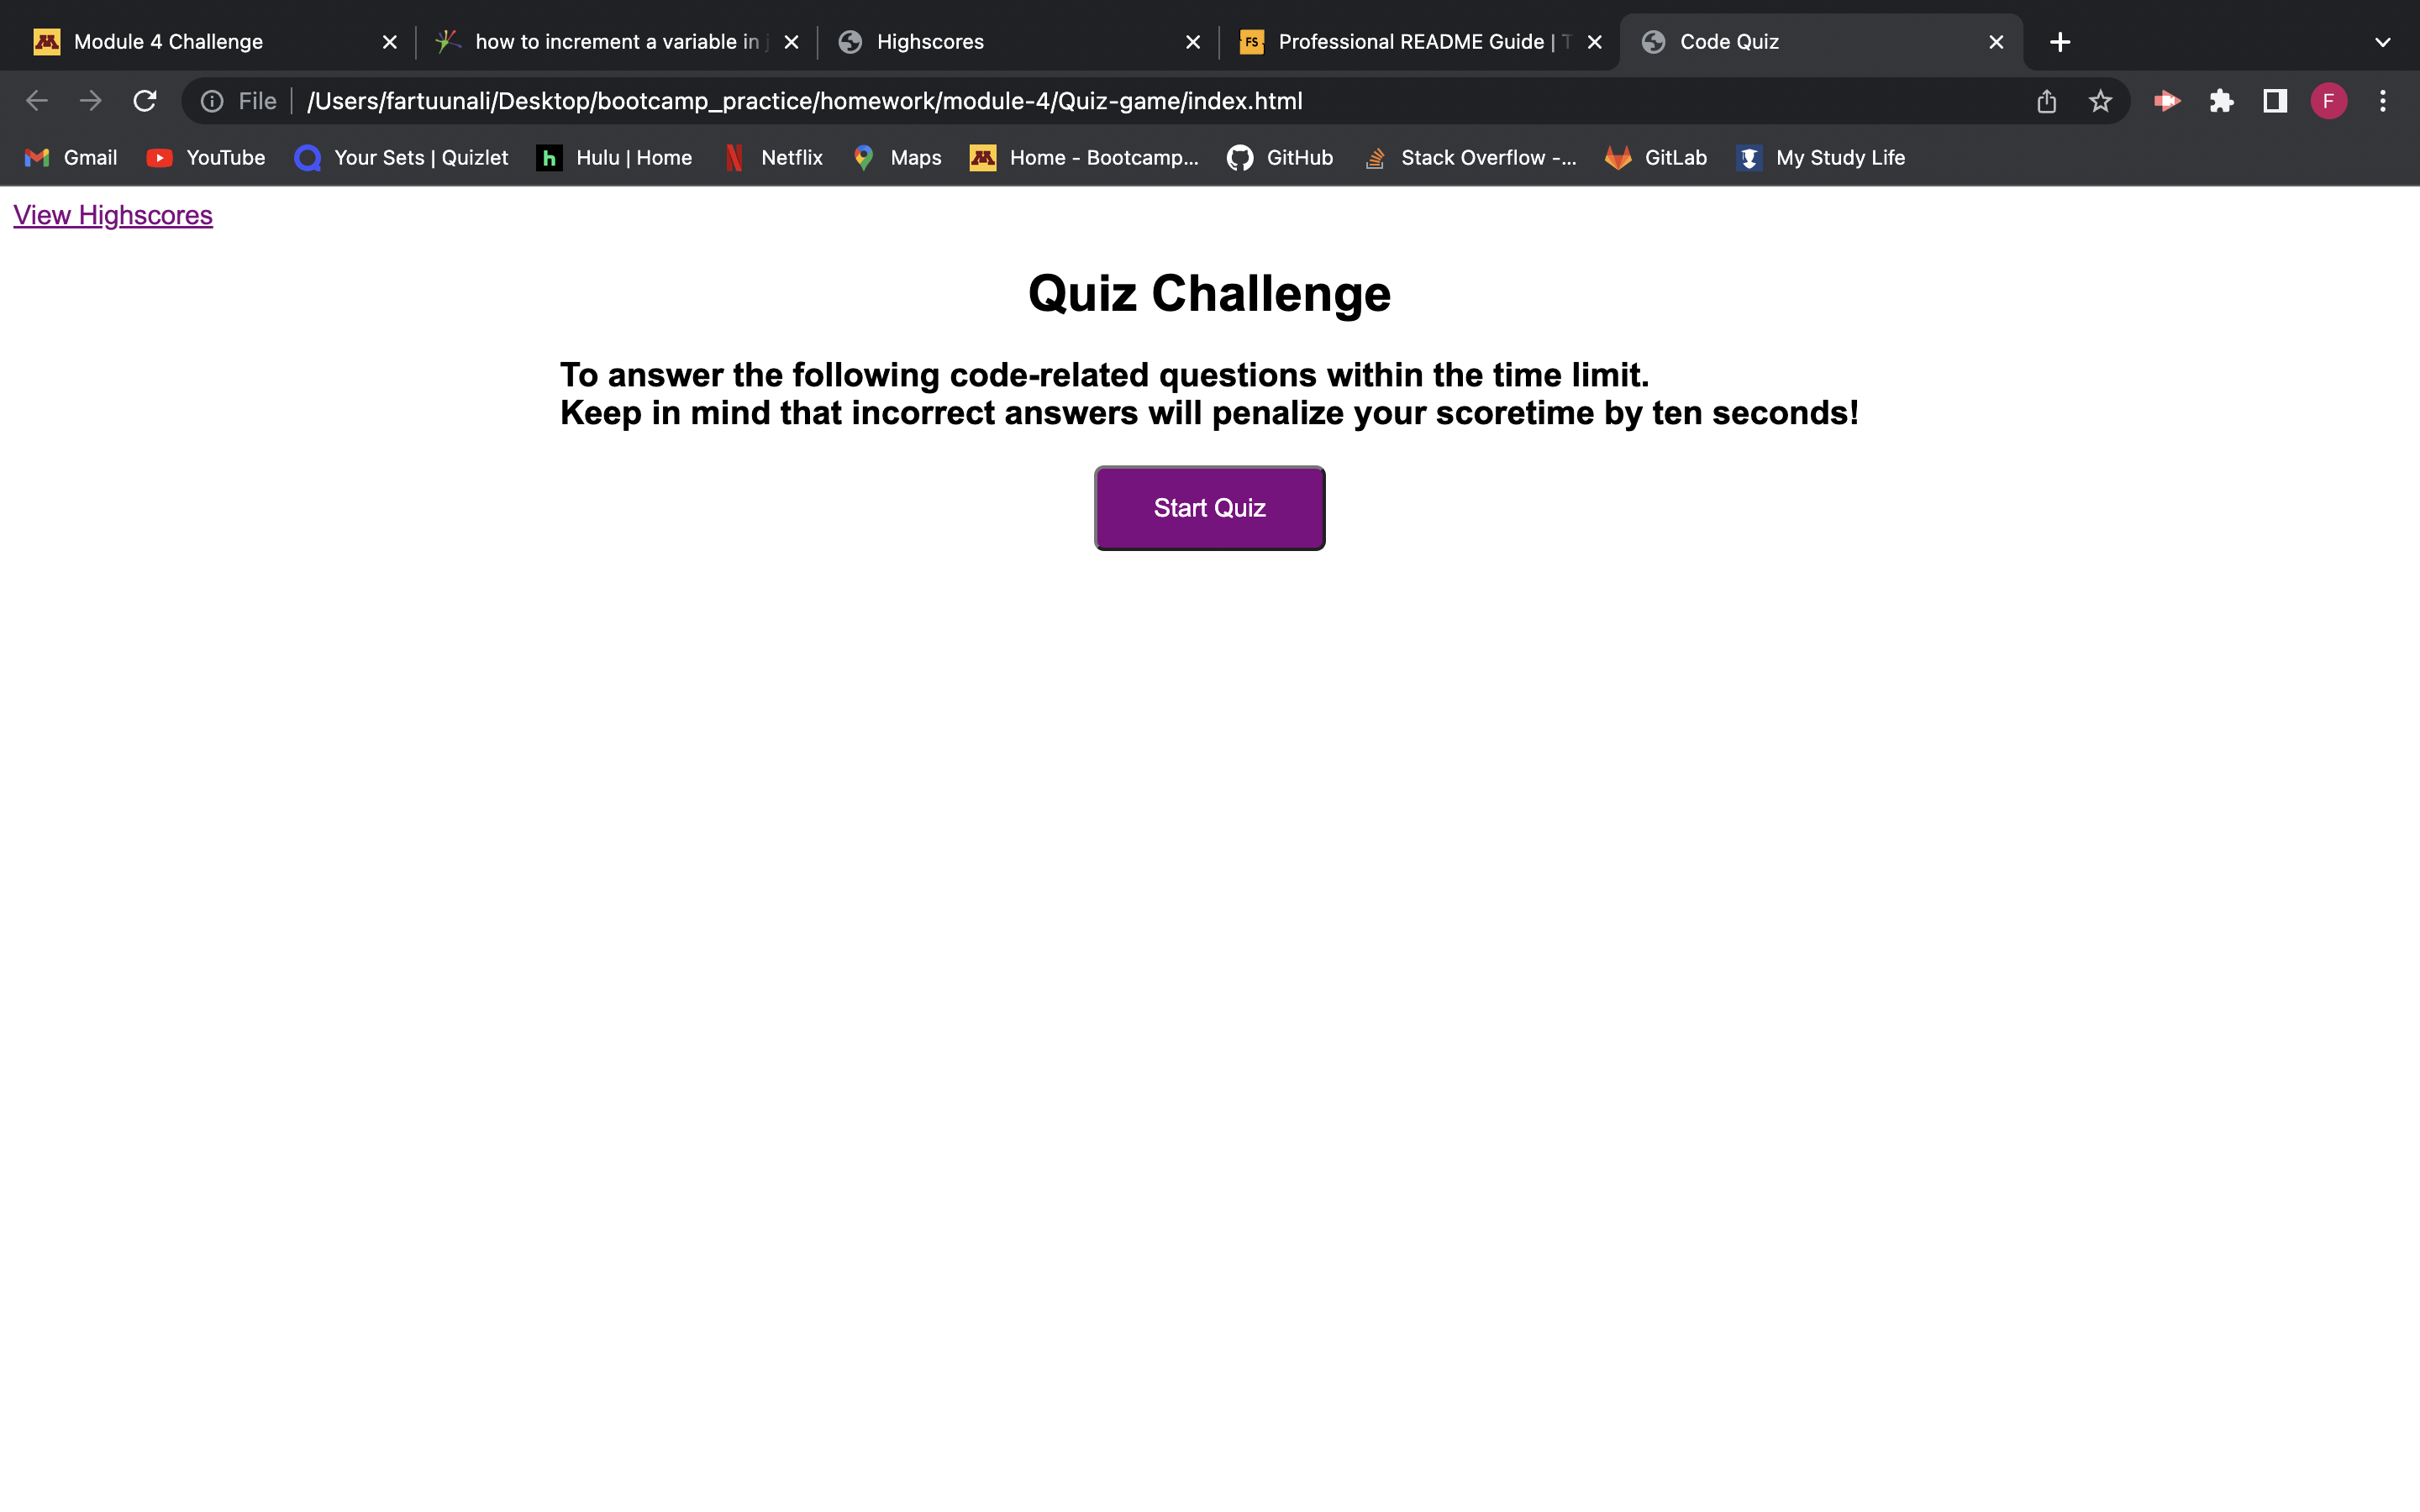 Module 4 Challenge
how to increment a variable in j
Highscores
FS
Professional README Guide | T
Code Quiz
File /Users/fartuunali/Desktop/bootcamp_practice/homework/module-4/Quiz-game/index.html
F
Gmail YouTube Your Sets | Quizlet h Hulu | Home Netflix Maps Home - Bootcamp... GitHub Stack Overflow -... GitLab My Study Life
View Highscores
Quiz Challenge
To answer the following code-related questions within the time limit.
Keep in mind that incorrect answers will penalize your scoretime by ten seconds!
Start Quiz